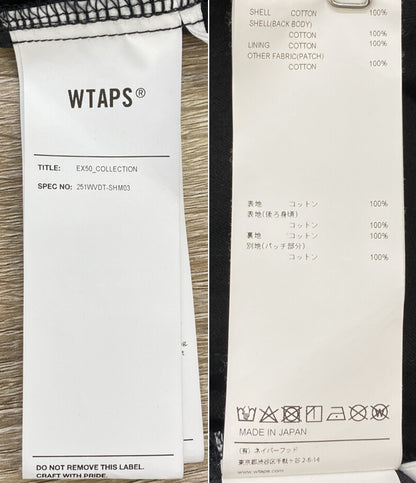 WTAPS®
TITLE: EX50_COLLECTION
SPEC NO: 251WVDT-SHM03
DO NOT REMOVE THIS LABEL.
CRAFT WITH PRIDE.
SHELL COTTON 100%
SHELL(BACK BODY)
COTTON 100%
LINING COTTON 100%
OTHER FABRIC(PATCH)
COTTON 100%
表地 コットン 100%
表地(後ろ身頃)
コットン 100%
裏地 コットン 100%
別地(パッチ部分)
コットン 100%
MADE IN JAPAN
(有) ネイバーフッド
東京都渋谷区千駄ヶ谷2-8-14
www.wtaps.com